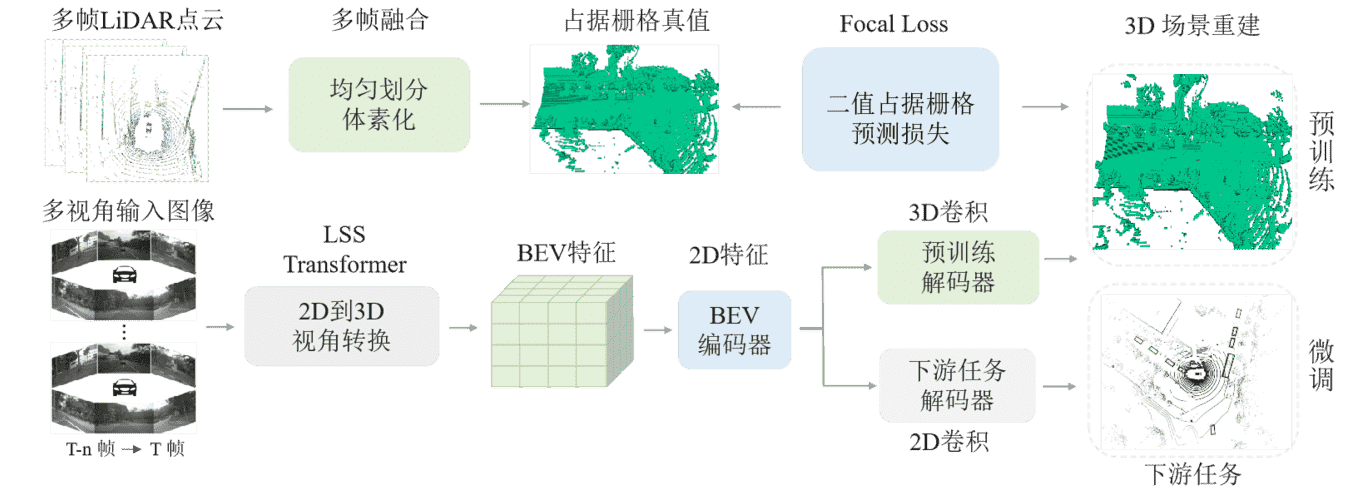 多帧LiDAR点云
多帧融合
占据栅格真值
Focal Loss
3D 场景重建
均匀划分
体素化
二值占据栅格
预测损失
预训练
多视角输入图像
LSS
Transformer
2D到3D
视角转换
BEV特征
2D特征
BEV
编码器
3D卷积
预训练
解码器
下游任务
解码器
2D卷积
微调
T-n 帧
T 帧
下游任务